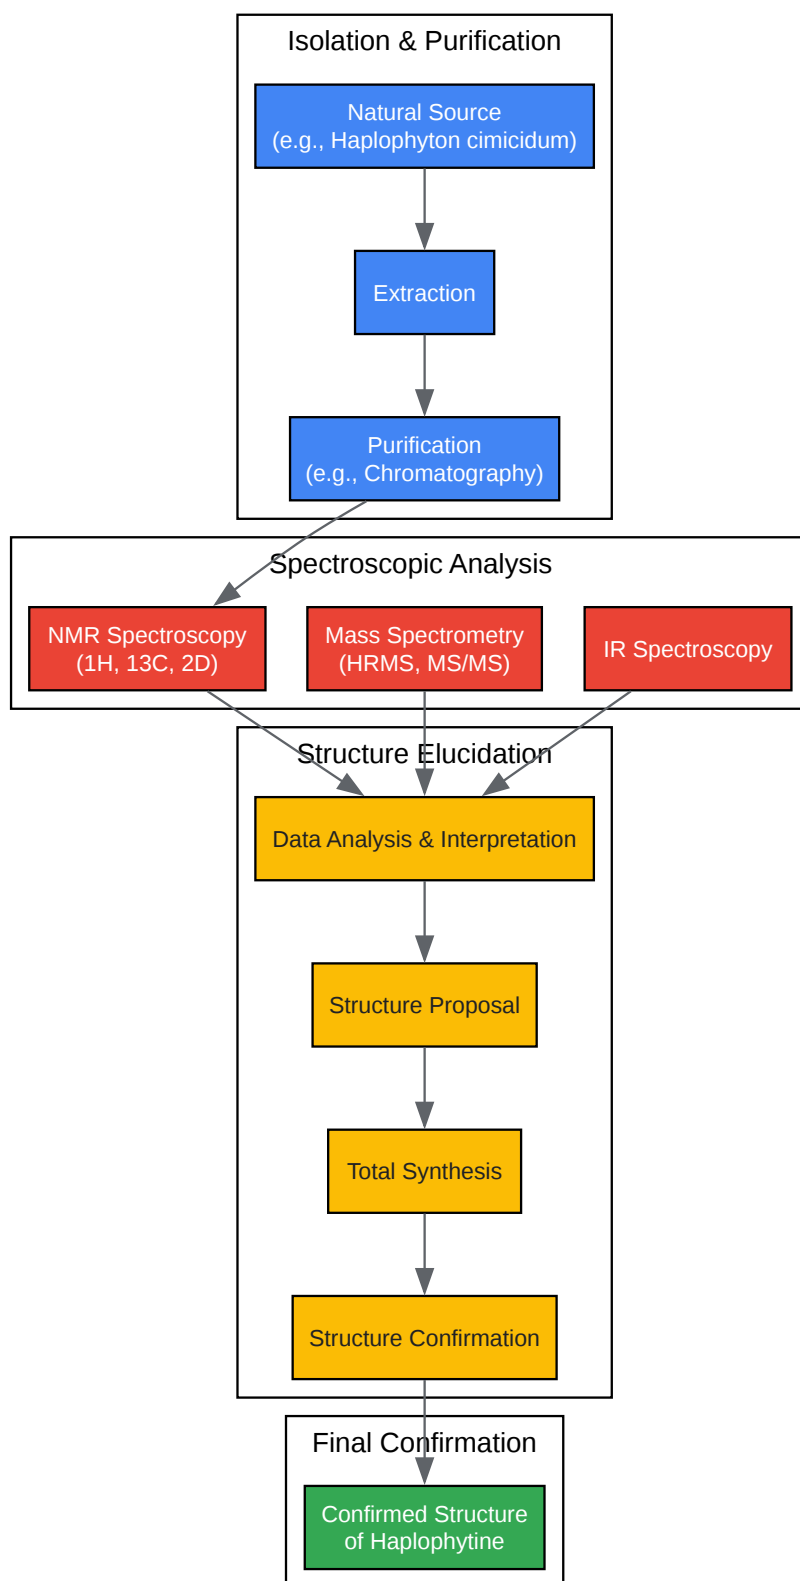 Isolation & Purification
Natural Source
(e.g., Haplophyton cimicidum)
Extraction
Purification
(e.g., Chromatography)
Spectroscopic Analysis
NMR Spectroscopy
(1H, 13C, 2D)
Mass Spectrometry
(HRMS, MS/MS)
IR Spectroscopy
Structure Elucidation
Data Analysis & Interpretation
Structure Proposal
Total Synthesis
Structure Confirmation
Final Confirmation
Confirmed Structure
of Haplophytine